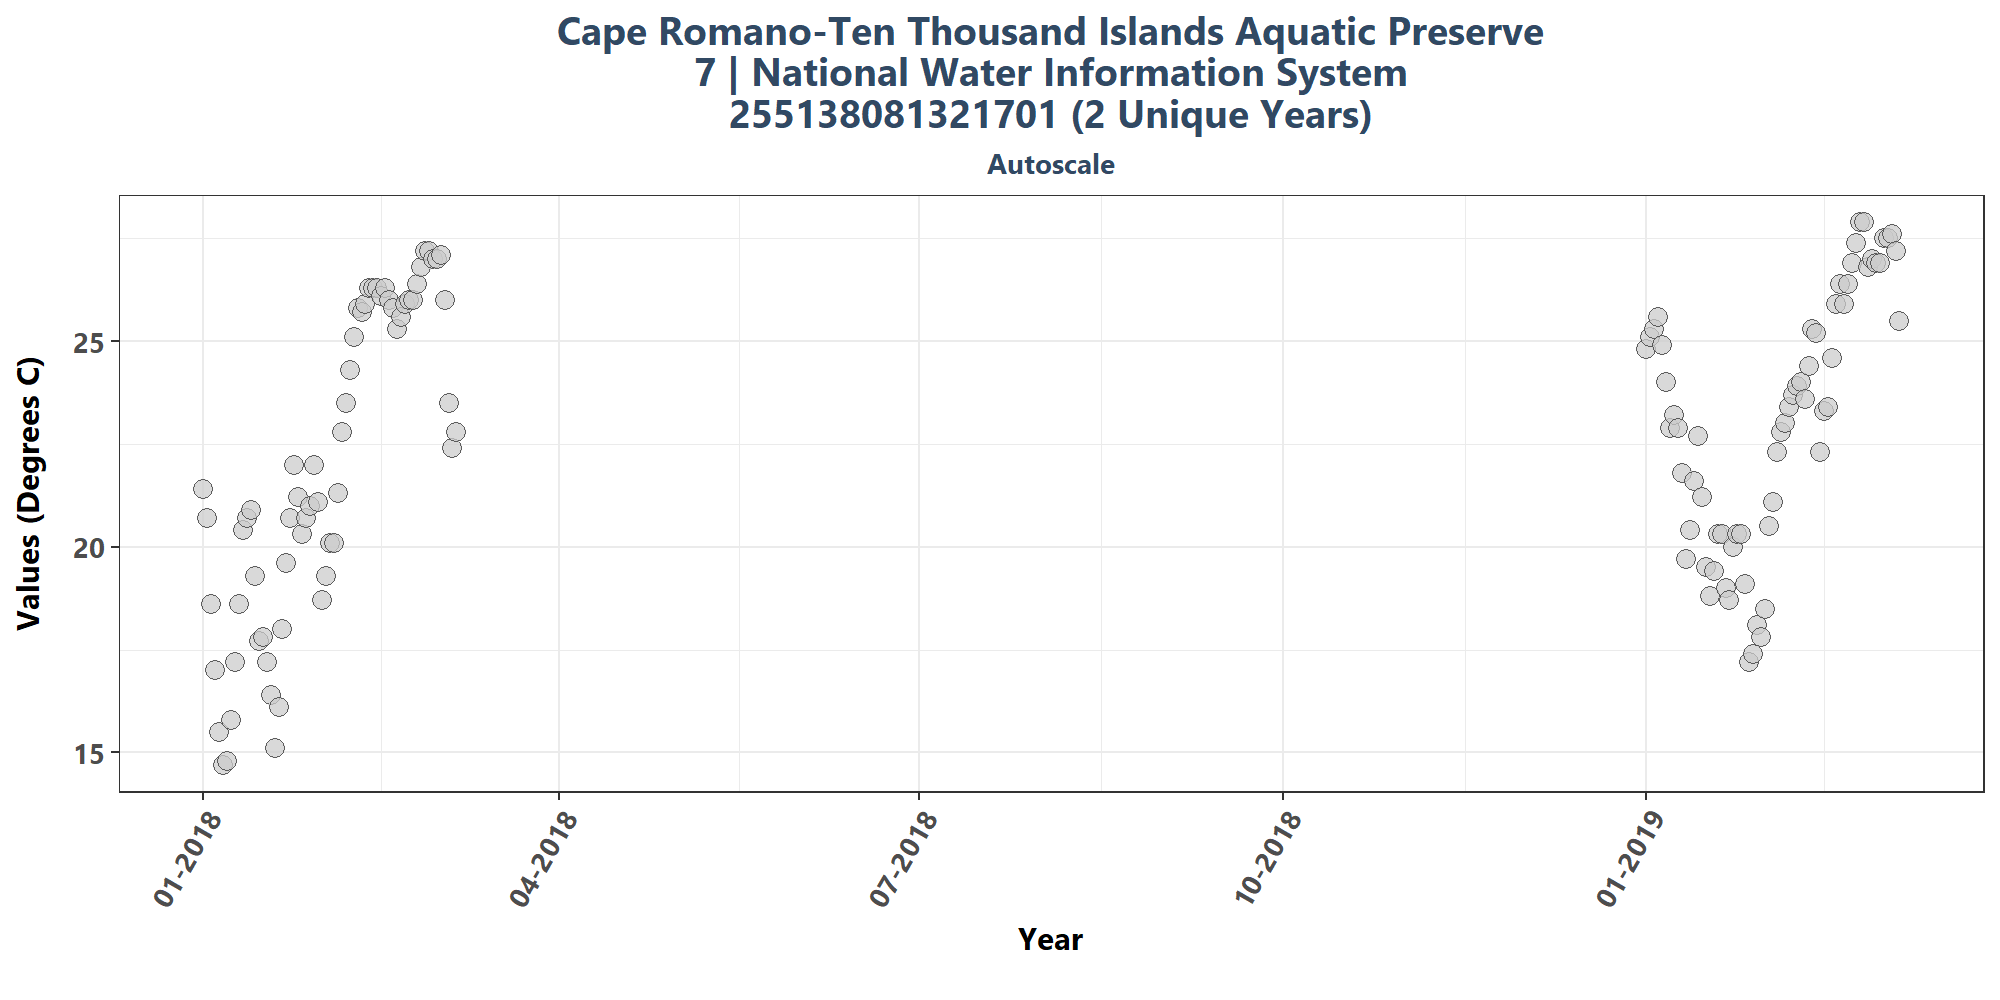 Cape Romano-Ten Thousand Islands Aquatic Preserve
7 | National Water Information System
255138081321701 (2 Unique Years)
Autoscale
Values (Degrees C)
25
20
15
01-2018
04-2018
07-2018
10-2018
01-2019
Year